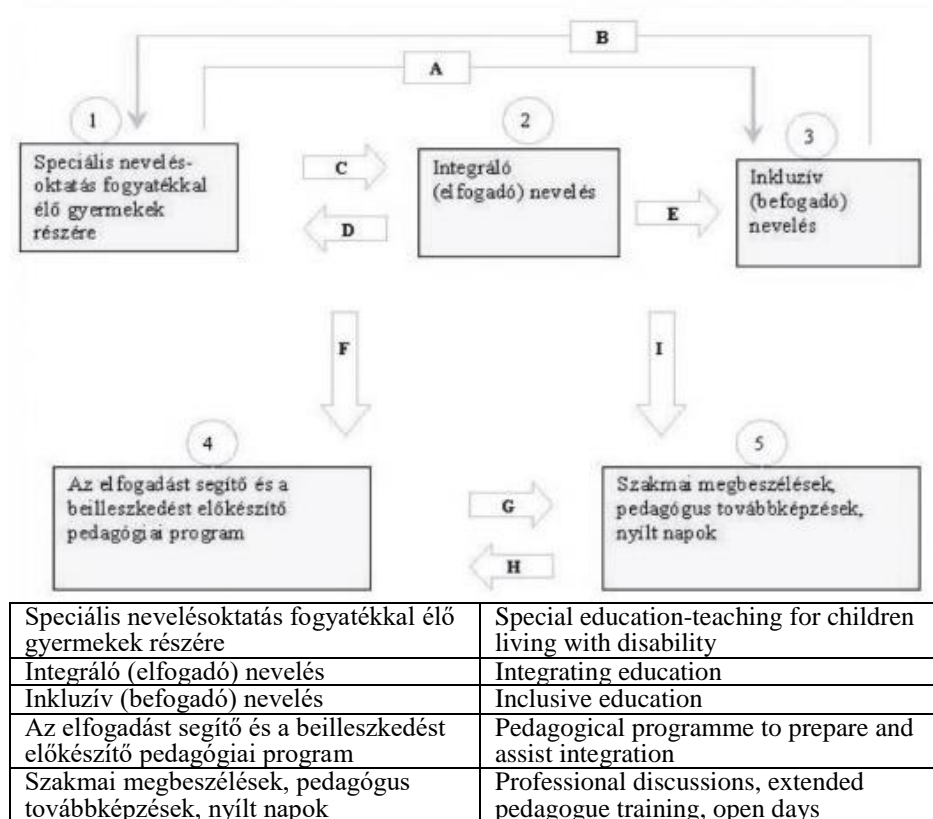 B
A
1
2
3
Speciális nevelés-
oktatás fogyatékkal
élő gyermekek
részére
C
D
Integráló
(elfogadó) nevelés
E
Inkluzív
(befogadó)
nevelés
F
I
4
5
Az elfogadást segítő és a
beilleszkedést előkészítő
pedagógiai program
G
H
Szakmai megbeszélések,
pedagógus továbbképzések,
nyílt napok
Speciális nevelésoktatás fogyatékkal élő
gyermekek részére
Special education-teaching for children
living with disability
Integráló (elfogadó) nevelés
Integrating education
Inkluzív (befogadó) nevelés
Inclusive education
Az elfogadást segítő és a beilleszkedést
előkészítő pedagógiai program
Pedagogical programme to prepare and
assist integration
Szakmai megbeszélések, pedagógus
továbbképzések, nyílt napok
Professional discussions, extended
pedagogue training, open days